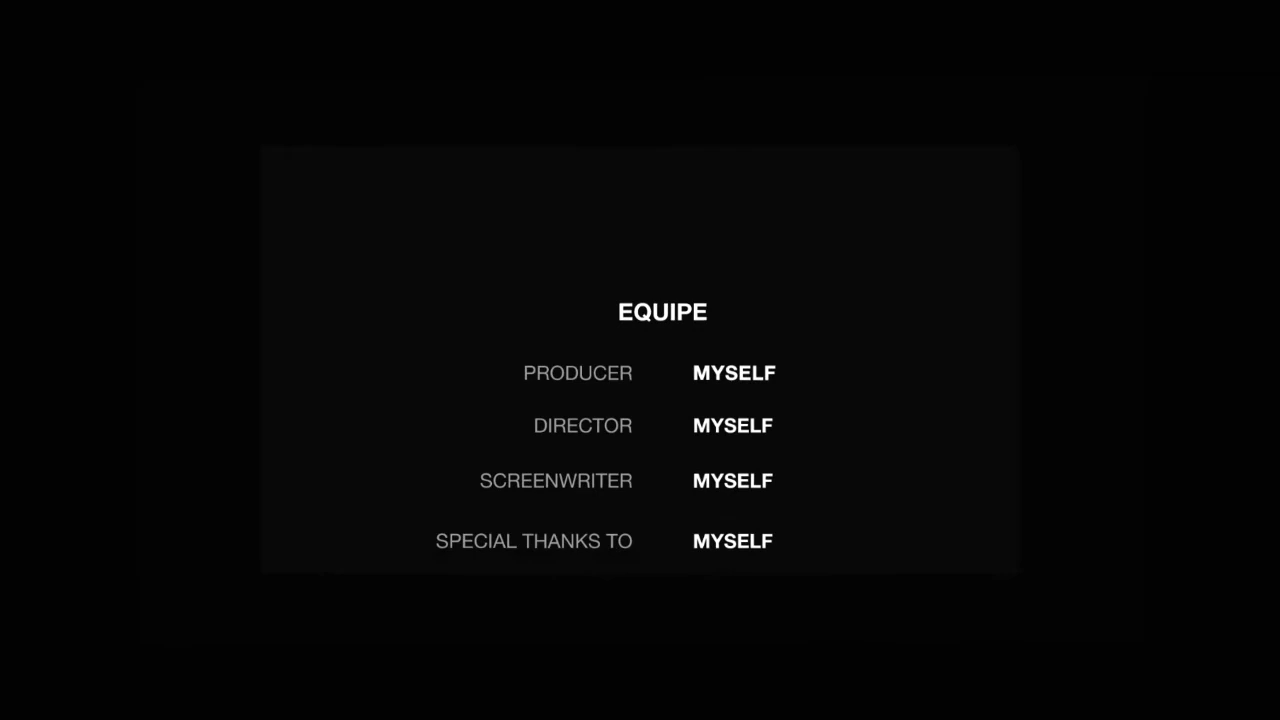 EQUIPE
PRODUCER MYSELF
DIRECTOR MYSELF
SCREENWRITER MYSELF
SPECIAL THANKS TO MYSELF